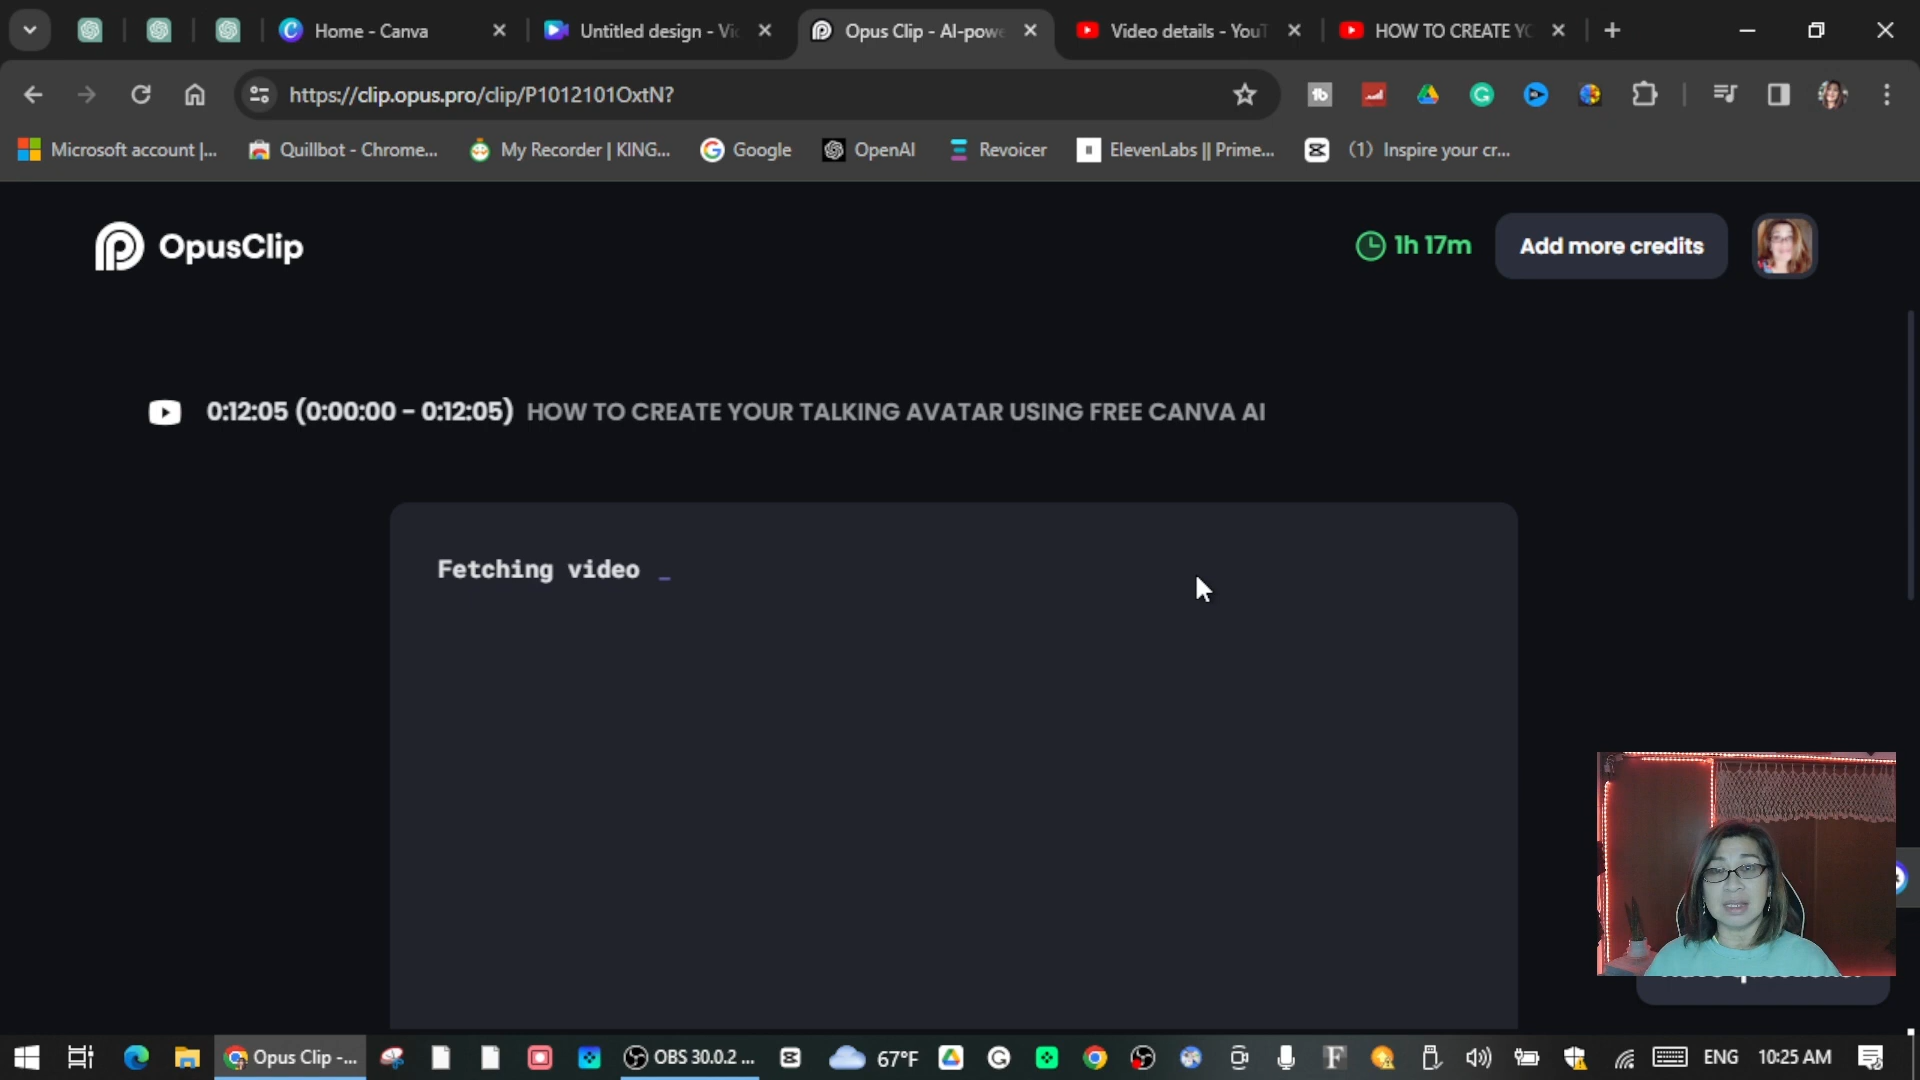 Home - Canva
Untitled design - Vi
Opus Clip - AI-powe
Video details - YouT
HOW TO CREATE YO
https://clip.opus.pro/clip/P1012101OxtN?
Microsoft account |...
Quillbot - Chrome...
My Recorder | KING...
Google
OpenAI
Revoicer
ElevenLabs || Prime...
(1) Inspire your cr...
OpusClip
1h 17m
Add more credits
0:12:05 (0:00:00 - 0:12:05) HOW TO CREATE YOUR TALKING AVATAR USING FREE CANVA AI
Fetching video _
Opus Clip -...
OBS 30.0.2 ...
67°F
ENG
10:25 AM